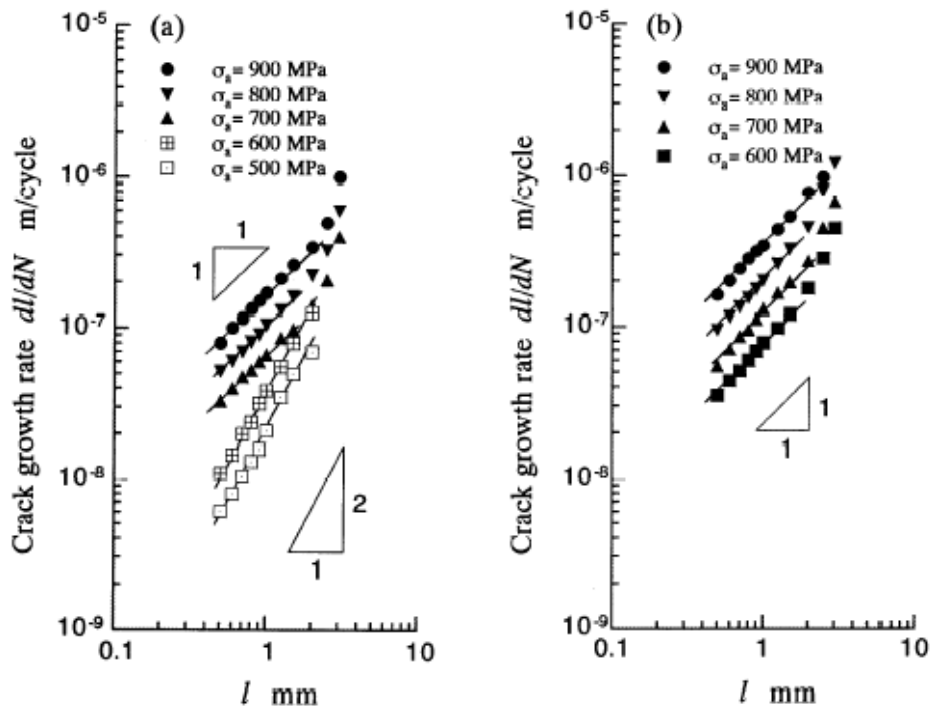 (a)
σa= 900 MPa
σa= 800 MPa
σa= 700 MPa
σa= 600 MPa
σa= 500 MPa
Crack growth rate dl/dN m/cycle
10-5
10-6
10-7
10-8
10-9
1
1
2
1
0.1
1
10
l mm
(b)
σa= 900 MPa
σa= 800 MPa
σa= 700 MPa
σa= 600 MPa
Crack growth rate dl/dN m/cycle
10-5
10-6
10-7
10-8
10-9
1
1
0.1
1
10
l mm